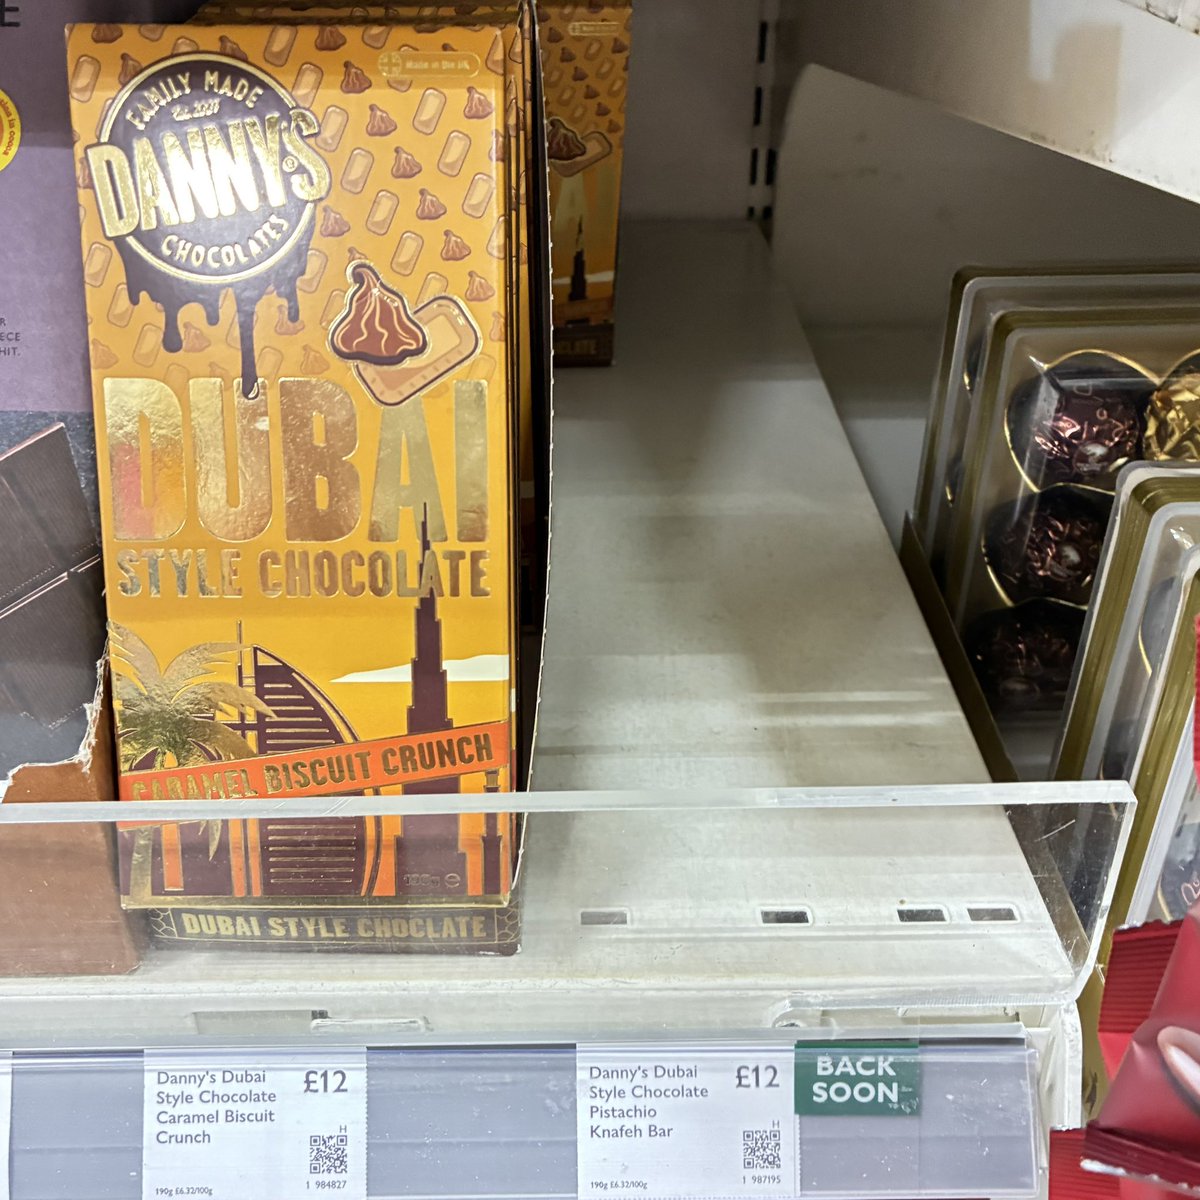 FAMILY MADE
Est. 2007
DANNY'S
CHOCOLATES
Made in the UK
DUBAI
STYLE CHOCOLATE
CARAMEL BISCUIT CRUNCH
190g
DUBAI STYLE CHOCLATE
Danny's Dubai
Style Chocolate
Caramel Biscuit
Crunch
£12
H
190g £6.32/100g
1 984827
Danny's Dubai
Style Chocolate
Pistachio
Knafeh Bar
£12
H
190g £6.32/100g
1 987195
BACK
SOON